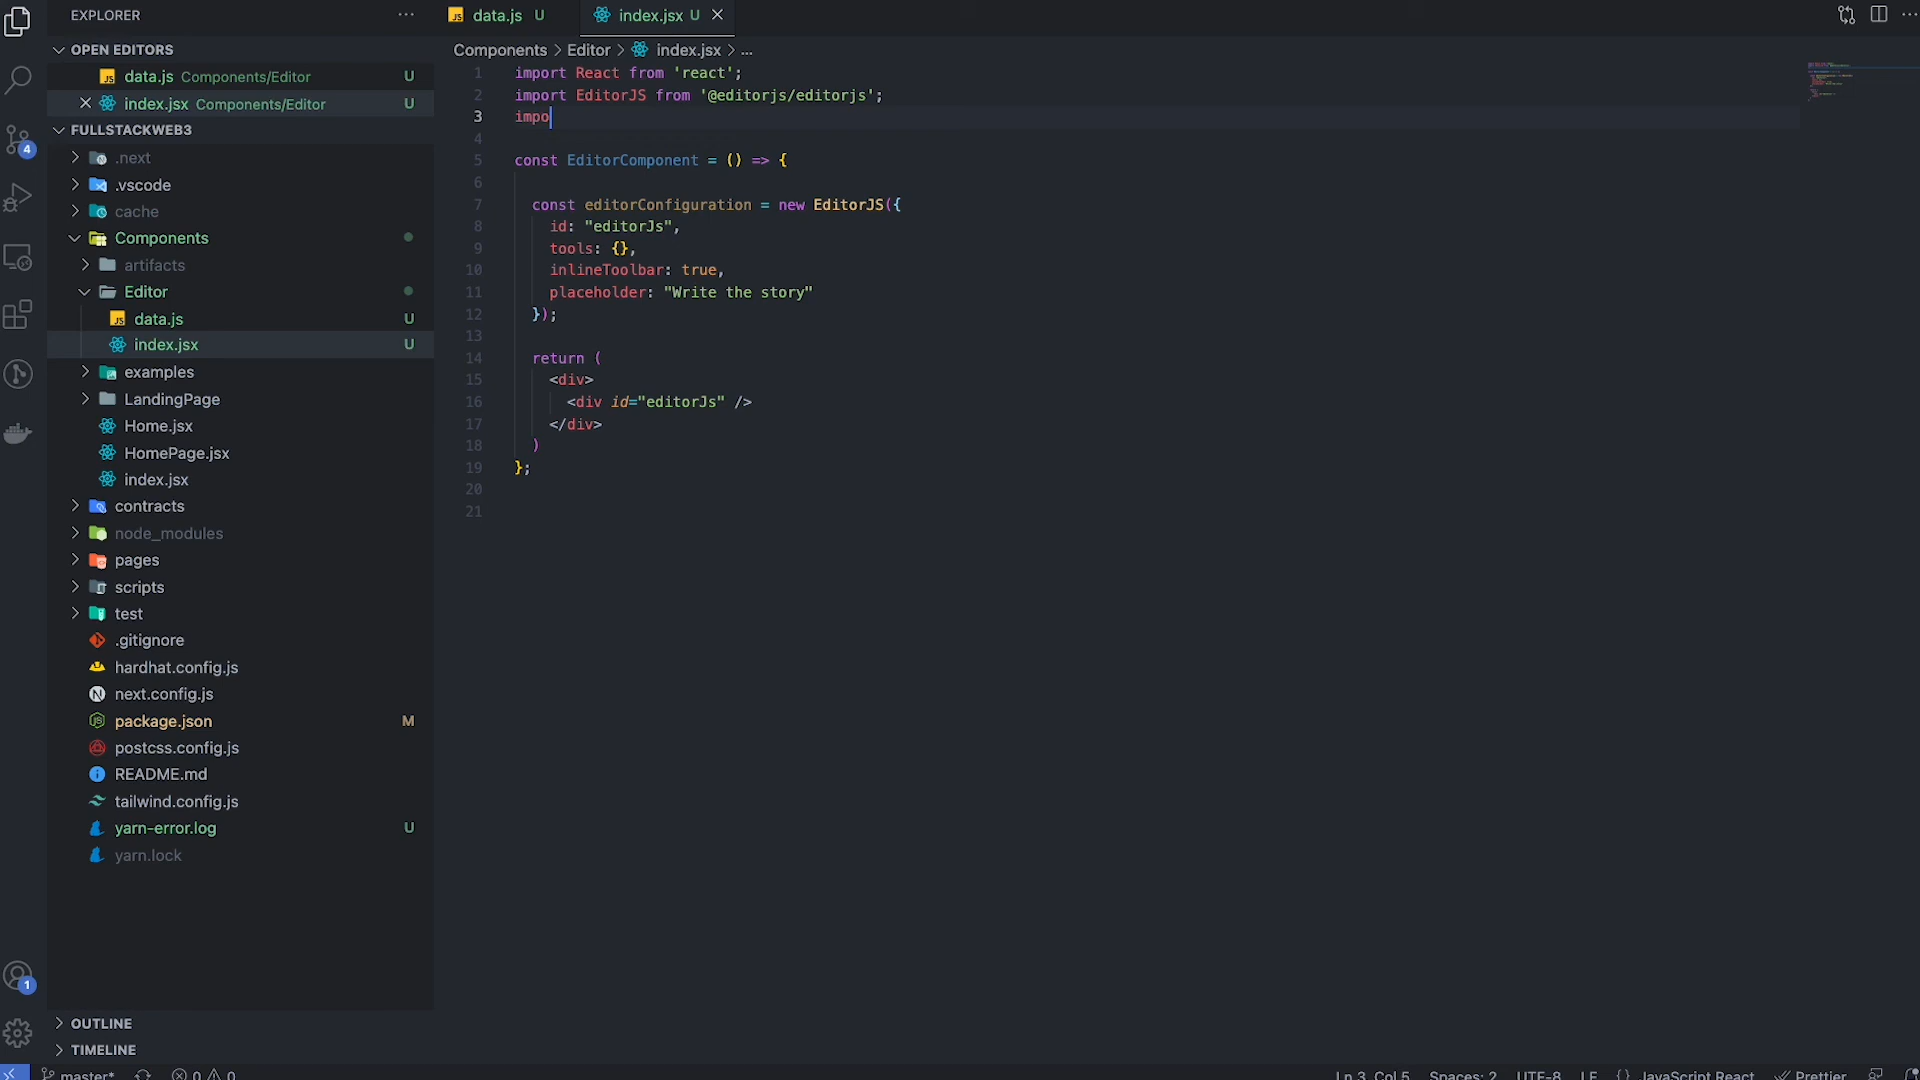 EXPLORER
data.js U
index.jsx U
OPEN EDITORS
data.js Components/Editor U
index.jsx Components/Editor U
FULLSTACKWEB3
.next
.vscode
cache
Components
artifacts
Editor
data.js U
index.jsx U
examples
LandingPage
Home.jsx
HomePage.jsx
index.jsx
contracts
node_modules
pages
scripts
test
.gitignore
hardhat.config.js
next.config.js
package.json M
postcss.config.js
README.md
tailwind.config.js
yarn-error.log U
yarn.lock
OUTLINE
TIMELINE
4
1
Components > Editor > index.jsx > ...
1 import React from 'react';
2 import EditorJS from '@editorjs/editorjs';
3 impo
4
5 const EditorComponent = () => {
6
7 const editorConfiguration = new EditorJS({
8 id: "editorJs",
9 tools: {},
10 inlineToolbar: true,
11 placeholder: "Write the story"
12 });
13
14 return (
15 <div>
16 <div id="editorJs" />
17 </div>
18 )
19 };
20
21
master* 0 0 Ln 3, Col 5 Spaces: 2 UTF-8 LF {} JavaScript React Prettier